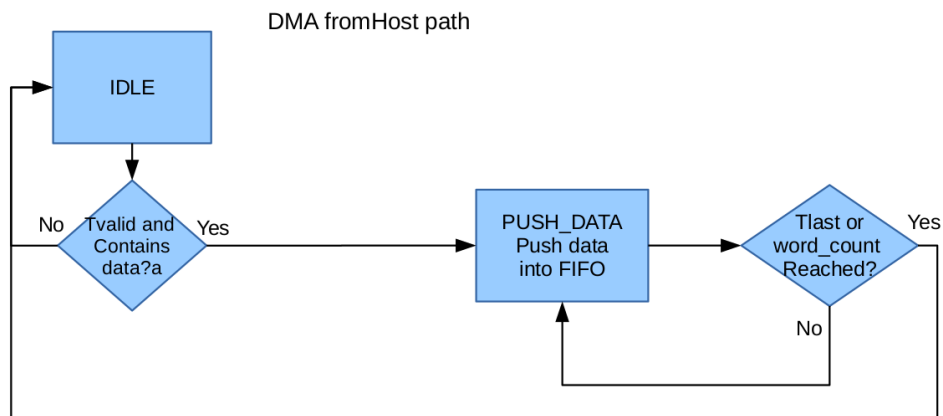 DMA fromHost path
IDLE
No
Tvalid and
Contains
data?a
Yes
PUSH_DATA
Push data
into FIFO
Tlast or
word_count
Reached?
Yes
No